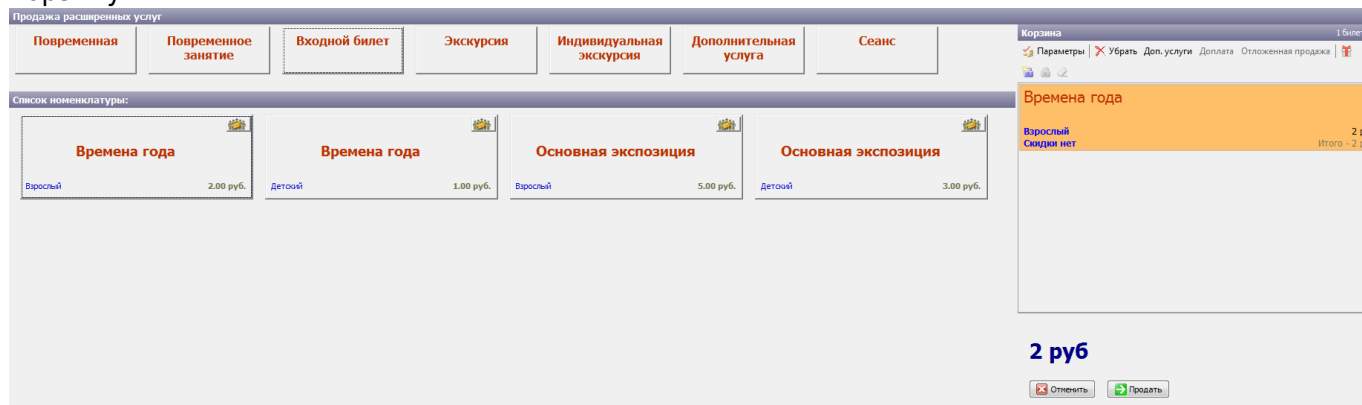 Продажа расширенных услуг
Повременная
Повременное
занятие
Входной билет
Экскурсия
Индивидуальная
экскурсия
Дополнительная
услуга
Сеанс
Список номенклатуры:
Времена года
Взрослый 2.00 руб.
Времена года
Детский 1.00 руб.
Основная экспозиция
Взрослый 5.00 руб.
Основная экспозиция
Детский 3.00 руб.
Корзина
Параметры Убрать Доп. услуги Доплата Отложенная продажа
Времена года
Взрослый 2
Скидки нет Итого - 2
2 руб
Отменить Продать